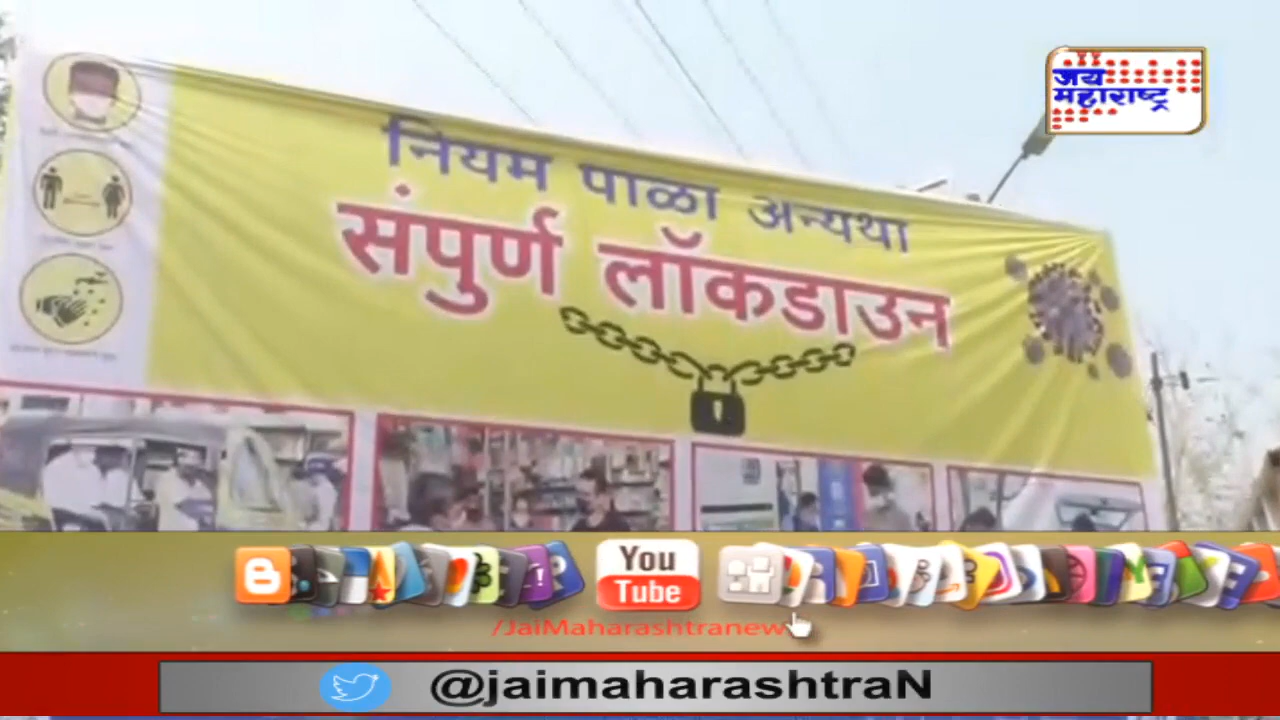 जय
महाराष्ट्र
नियम पाळा अन्यथा
संपुर्ण लॉकडाउन
You
Tube
/JaiMaharashtranew
@jaimaharashtraN